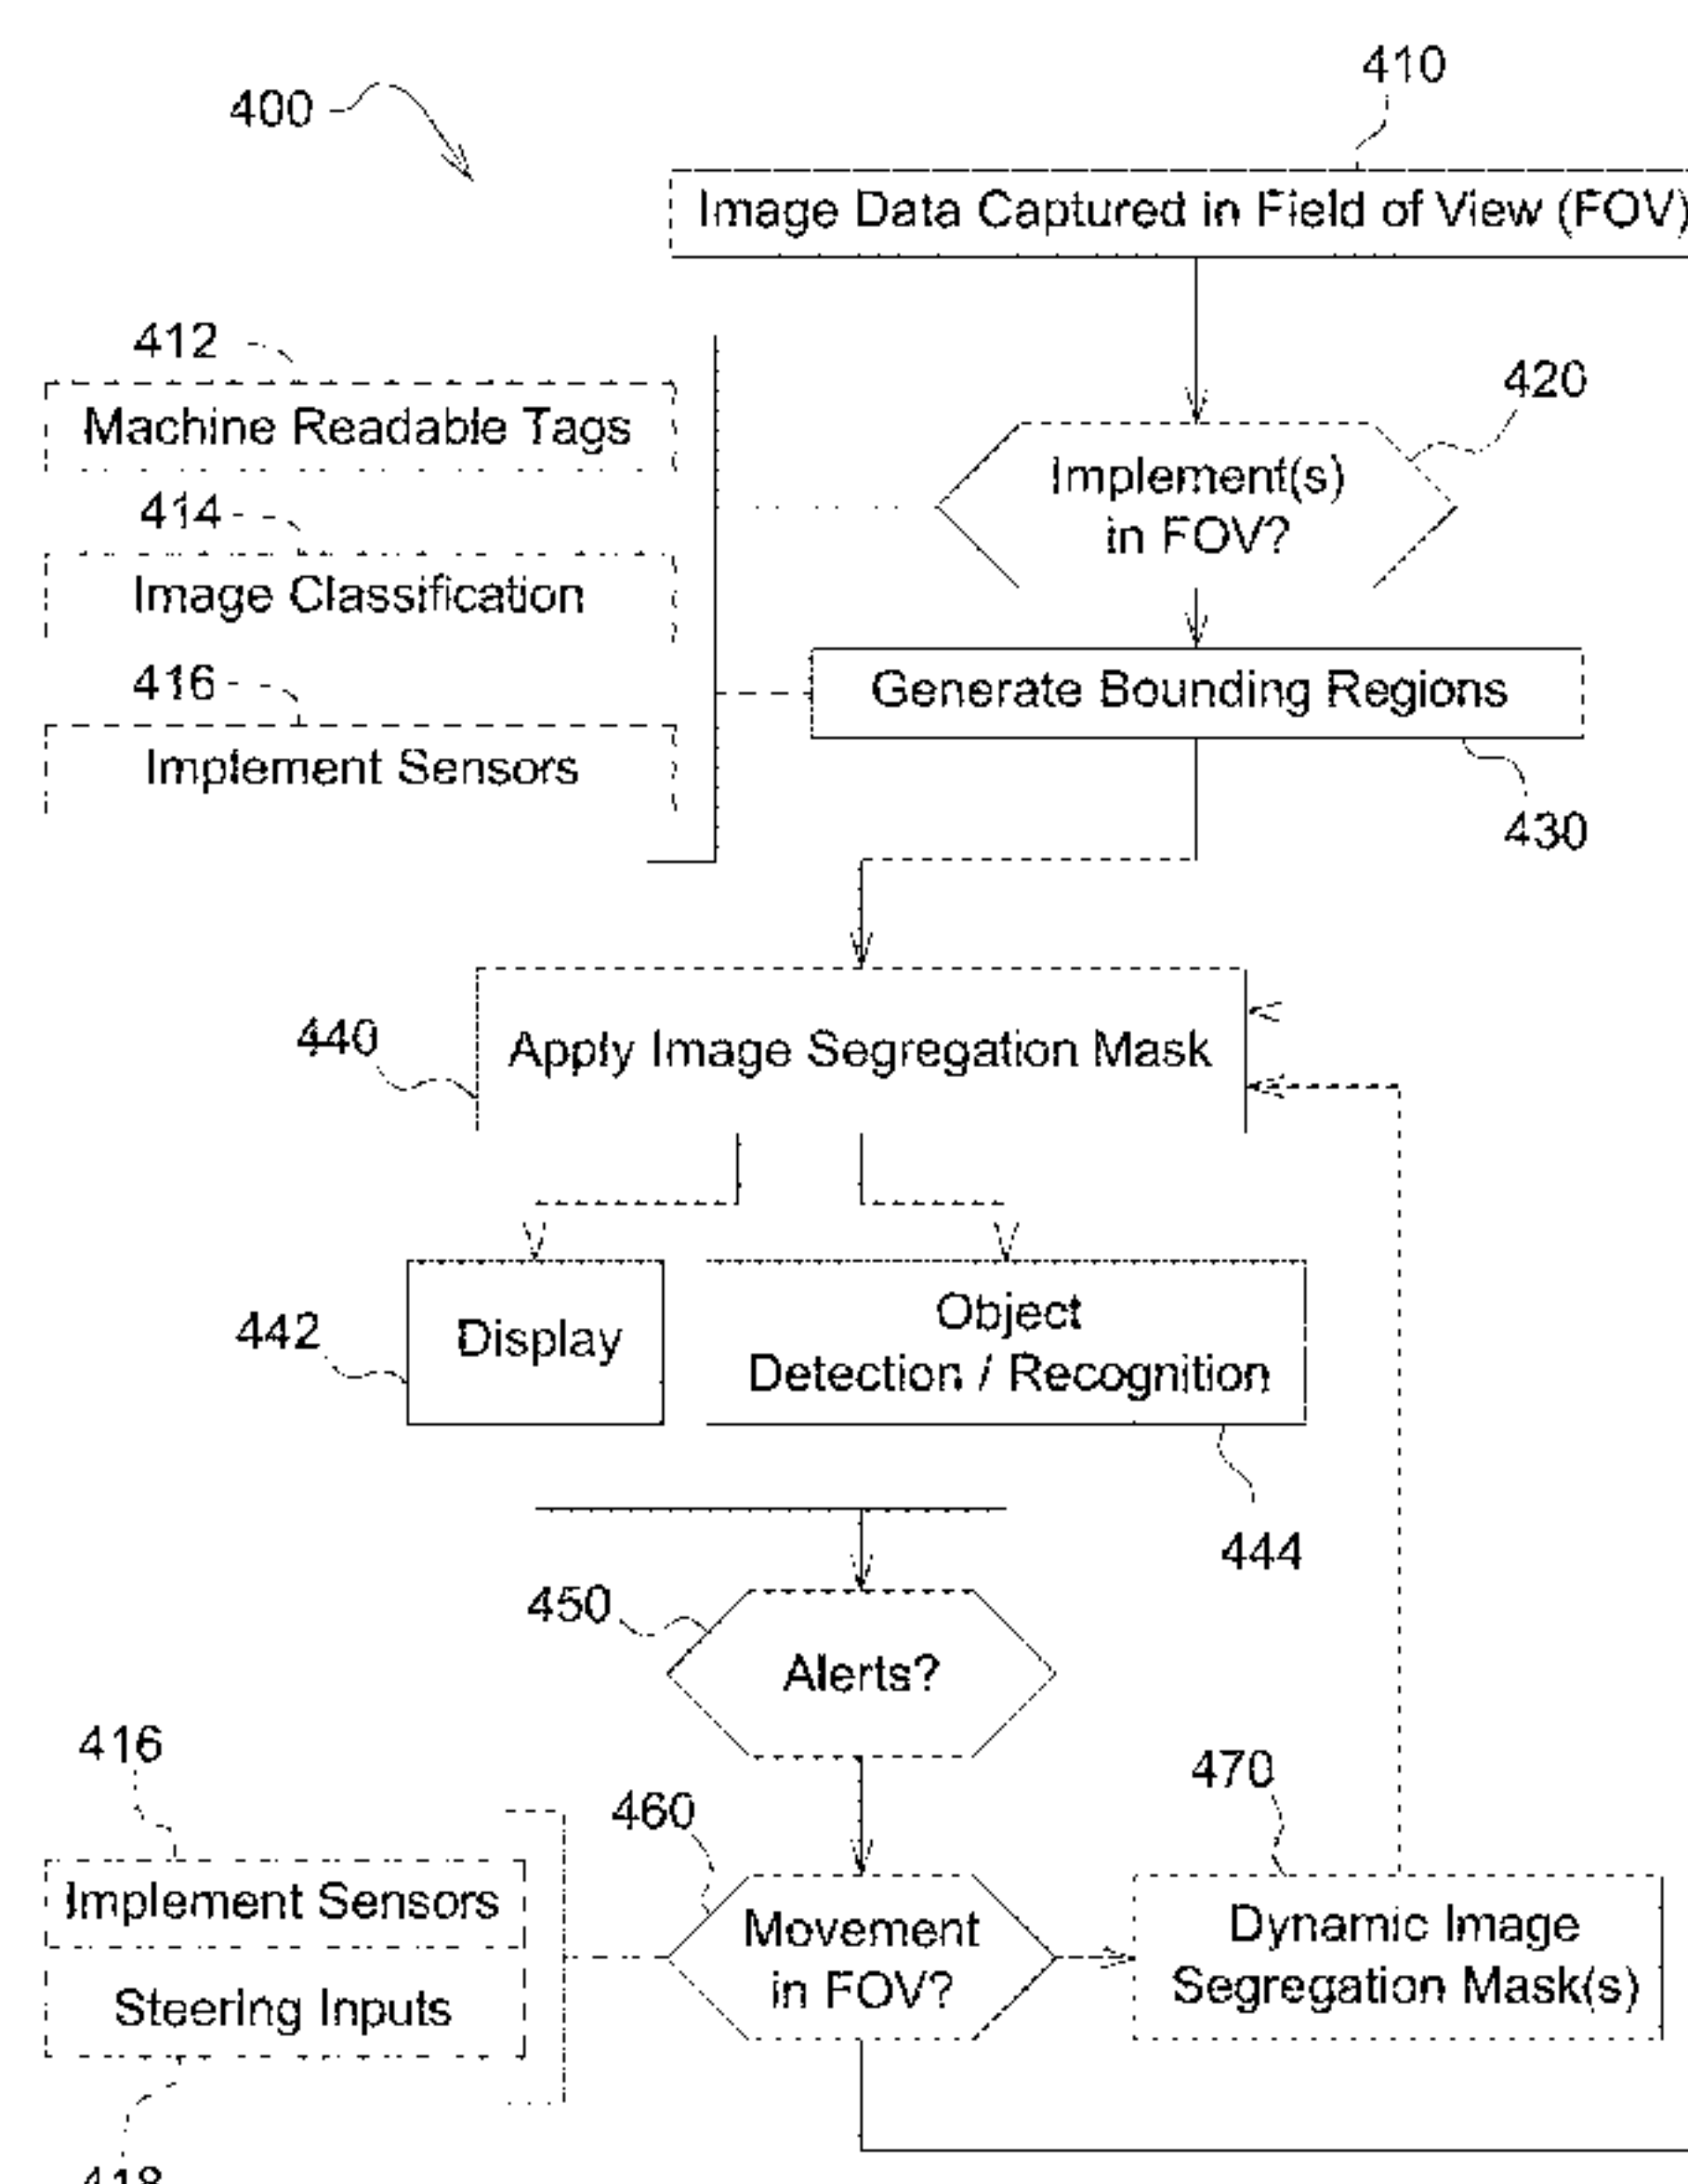 400
410
Image Data Captured in Field of View (FOV)
412
Machine Readable Tags
420
Implement(s)
in FOV?
414
Image Classification
416
Implement Sensors
Generate Bounding Regions
430
440
Apply Image Segregation Mask
442
Display
Object
Detection / Recognition
444
450
Alerts?
416
Implement Sensors
Steering Inputs
418
460
Movement
in FOV?
470
Dynamic Image
Segregation Mask(s)